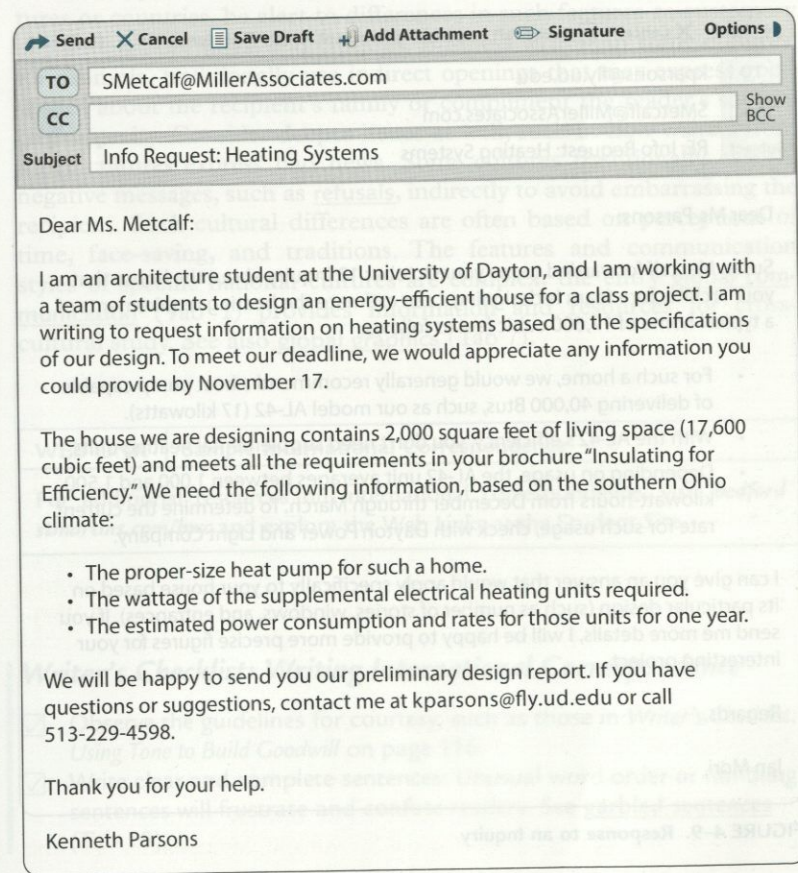 Send Cancel Save Draft Add Attachment Signature Options
TO SMetcalf@MillerAssociates.com
CC Show BCC
Subject Info Request: Heating Systems
Dear Ms. Metcalf:
I am an architecture student at the University of Dayton, and I am working with
a team of students to design an energy-efficient house for a class project. I am
writing to request information on heating systems based on the specifications
of our design. To meet our deadline, we would appreciate any information you
could provide by November 17.
The house we are designing contains 2,000 square feet of living space (17,600
cubic feet) and meets all the requirements in your brochure "Insulating for
Efficiency." We need the following information, based on the southern Ohio
climate:
• The proper-size heat pump for such a home.
• The wattage of the supplemental electrical heating units required.
• The estimated power consumption and rates for those units for one year.
We will be happy to send you our preliminary design report. If you have
questions or suggestions, contact me at kparsons@fly.ud.edu or call
513-229-4598.
Thank you for your help.
Kenneth Parsons